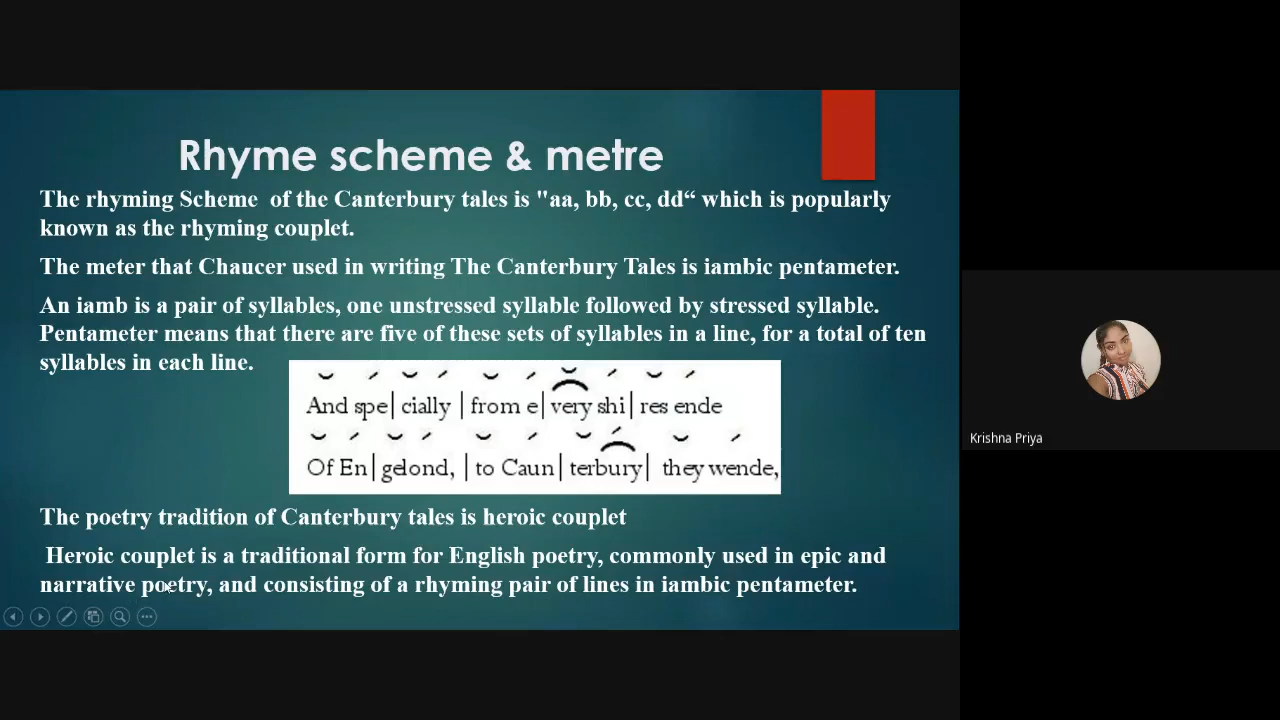 Rhyme scheme & metre
The rhyming Scheme of the Canterbury tales is "aa, bb, cc, dd“ which is popularly
known as the rhyming couplet.
The meter that Chaucer used in writing The Canterbury Tales is iambic pentameter.
An iamb is a pair of syllables, one unstressed syllable followed by stressed syllable.
Pentameter means that there are five of these sets of syllables in a line, for a total of ten
syllables in each line.
And spe| cially | from e| very shi | res ende
Of En | gelond, | to Caun | terbury | they wende,
The poetry tradition of Canterbury tales is heroic couplet
Heroic couplet is a traditional form for English poetry, commonly used in epic and
narrative poetry, and consisting of a rhyming pair of lines in iambic pentameter.
Krishna Priya